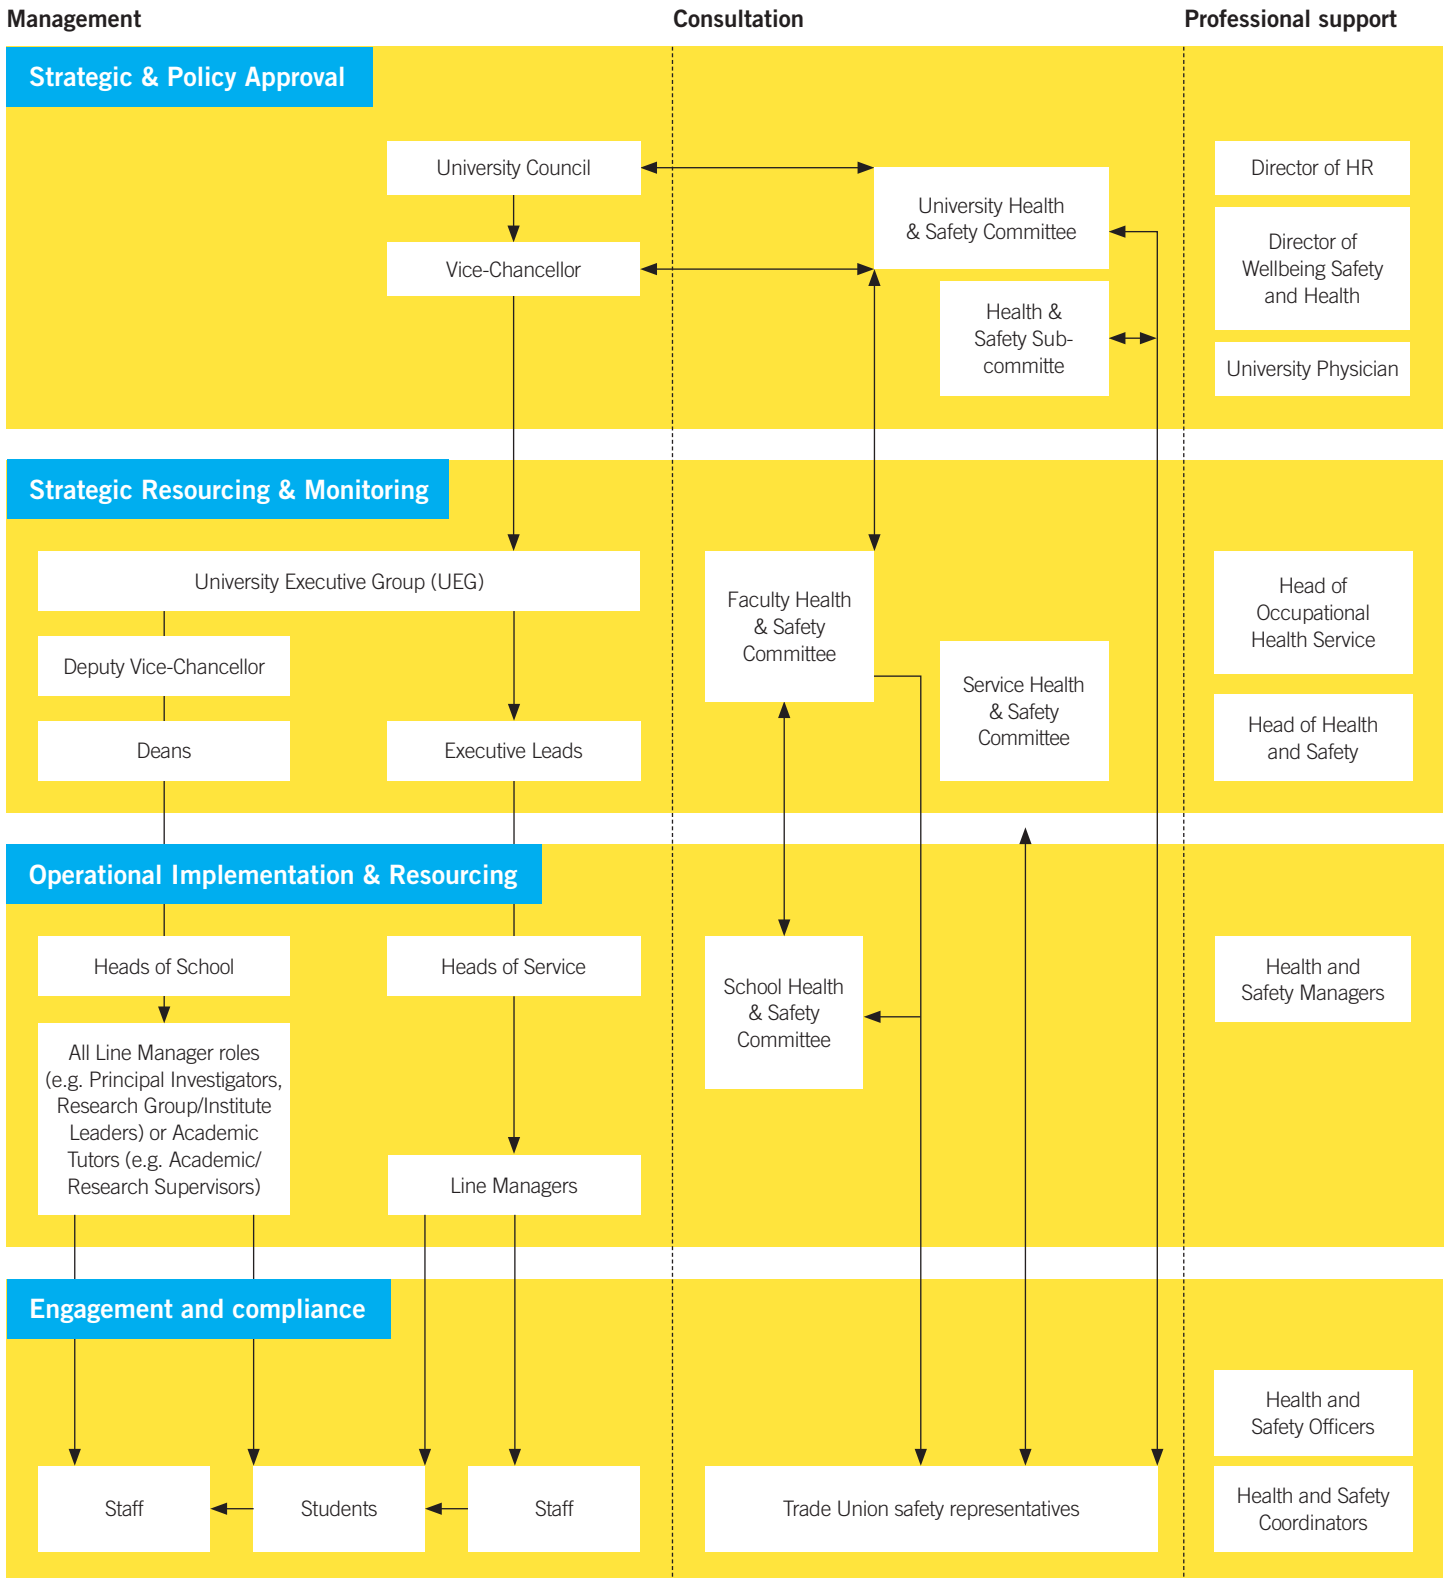 Management
Consultation
Professional support
Strategic & Policy Approval
University Council
Vice-Chancellor
University Health
& Safety Committee
Health &
Safety Sub-
committe
Director of HR
Director of
Wellbeing Safety
and Health
University Physician
Strategic Resourcing & Monitoring
University Executive Group (UEG)
Deputy Vice-Chancellor
Deans
Executive Leads
Faculty Health
& Safety
Committee
Service Health
& Safety
Committee
Head of
Occupational
Health Service
Head of Health
and Safety
Operational Implementation & Resourcing
Heads of School
Heads of Service
All Line Manager roles
(e.g. Principal Investigators,
Research Group/Institute
Leaders) or Academic
Tutors (e.g. Academic/
Research Supervisors)
Line Managers
School Health
& Safety
Committee
Health and
Safety Managers
Engagement and compliance
Staff
Students
Staff
Trade Union safety representatives
Health and
Safety Officers
Health and Safety
Coordinators